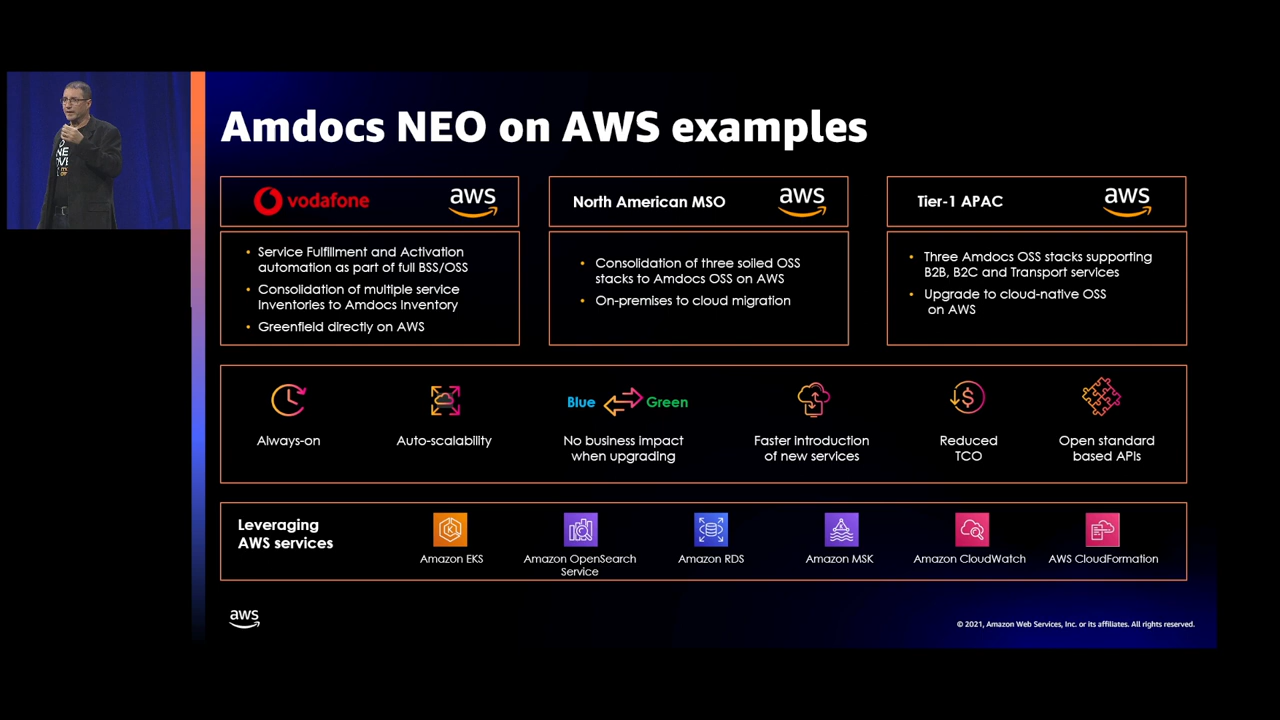 Amdocs NEO on AWS examples
vodafone
aws
North American MSO
aws
Tier-1 APAC
aws
• Service Fulfillment and Activation
automation as part of full BSS/OSS
• Consolidation of multiple service
Inventories to Amdocs Inventory
• Greenfield directly on AWS
• Consolidation of three soiled OSS
stacks to Amdocs OSS on AWS
• On-premises to cloud migration
• Three Amdocs OSS stacks supporting
B2B, B2C and Transport services
• Upgrade to cloud-native OSS
on AWS
Always-on
Auto-scalability
Blue
Green
No business impact
when upgrading
Faster introduction
of new services
Reduced
TCO
Open standard
based APIs
Leveraging
AWS services
Amazon EKS
Amazon OpenSearch
Service
Amazon RDS
Amazon MSK
Amazon CloudWatch
AWS CloudFormation
aws
© 2021, Amazon Web Services, Inc. or its affiliates. All rights reserved.